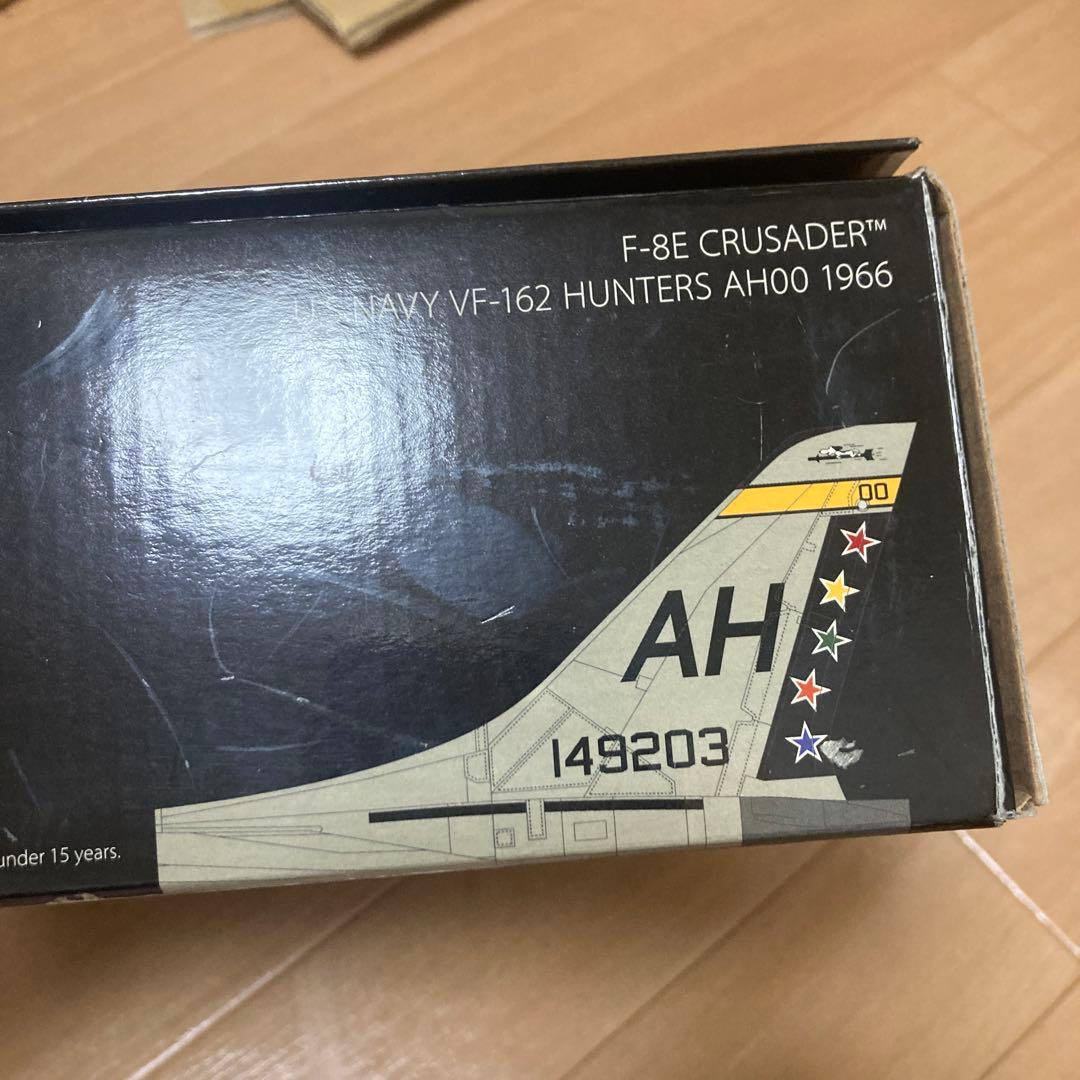 F-8E CRUSADER™
U.S. NAVY VF-162 HUNTERS AH00 1966
00
AH
149203
under 15 years.